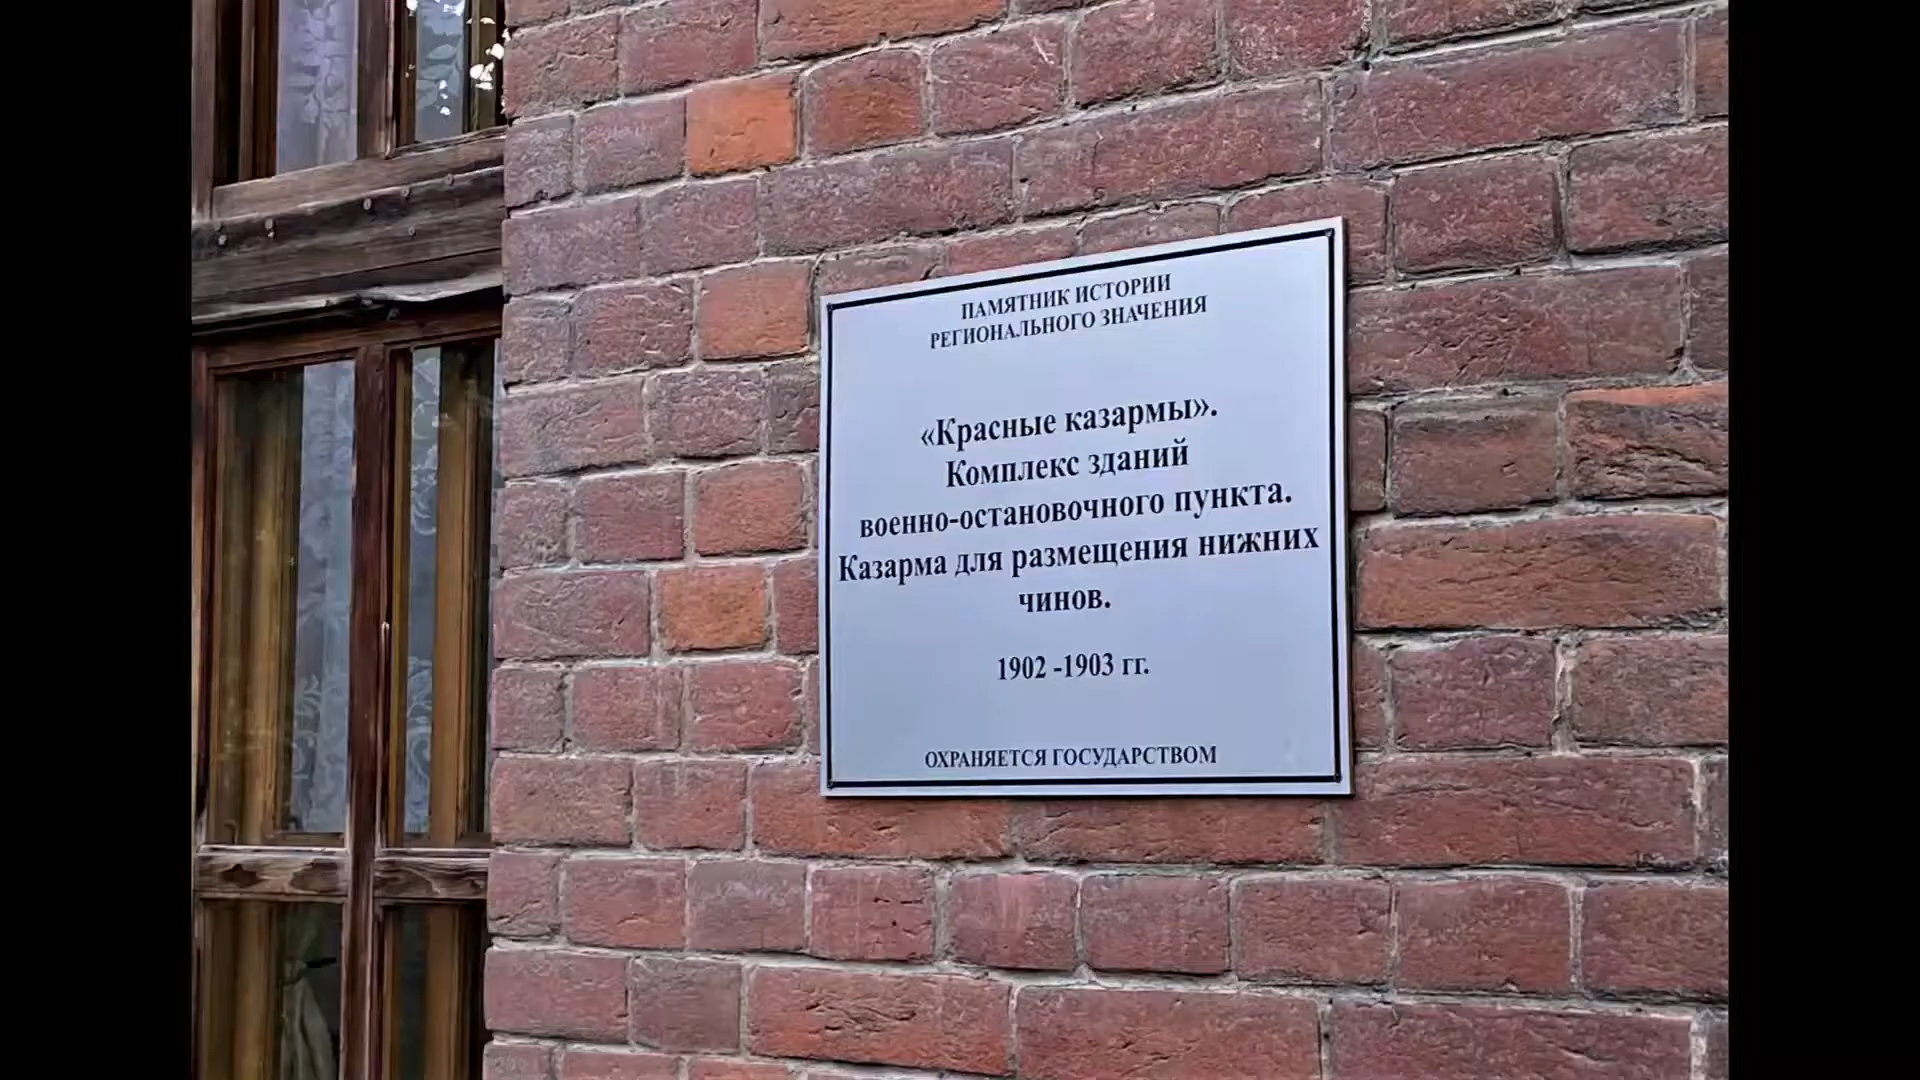 ПАМЯТНИК ИСТОРИИ
РЕГИОНАЛЬНОГО ЗНАЧЕНИЯ
«Красные казармы».
Комплекс зданий
военно-остановочного пункта.
Казарма для размещения нижних
чинов.
1902 -1903 гг.
ОХРАНЯЕТСЯ ГОСУДАРСТВОМ